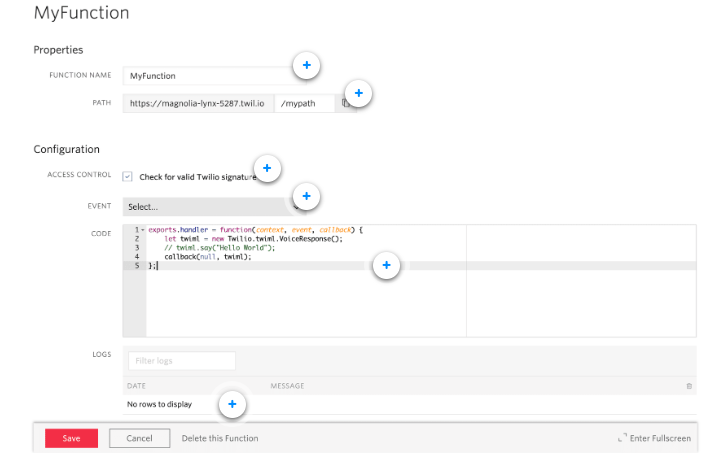 MyFunction
Properties
FUNCTION NAME MyFunction
PATH https://magnolia-lynx-5287.twil.io /mypath
Configuration
ACCESS CONTROL Check for valid Twilio signature
EVENT Select...
CODE
1 exports.handler = function(context, event, callback) {
2 let twiml = new Twilio.twiml.VoiceResponse();
3 // twiml.say("Hello World");
4 callback(null, twiml);
5 };
LOGS Filter logs
DATE MESSAGE
No rows to display
Save Cancel Delete this Function Enter Fullscreen